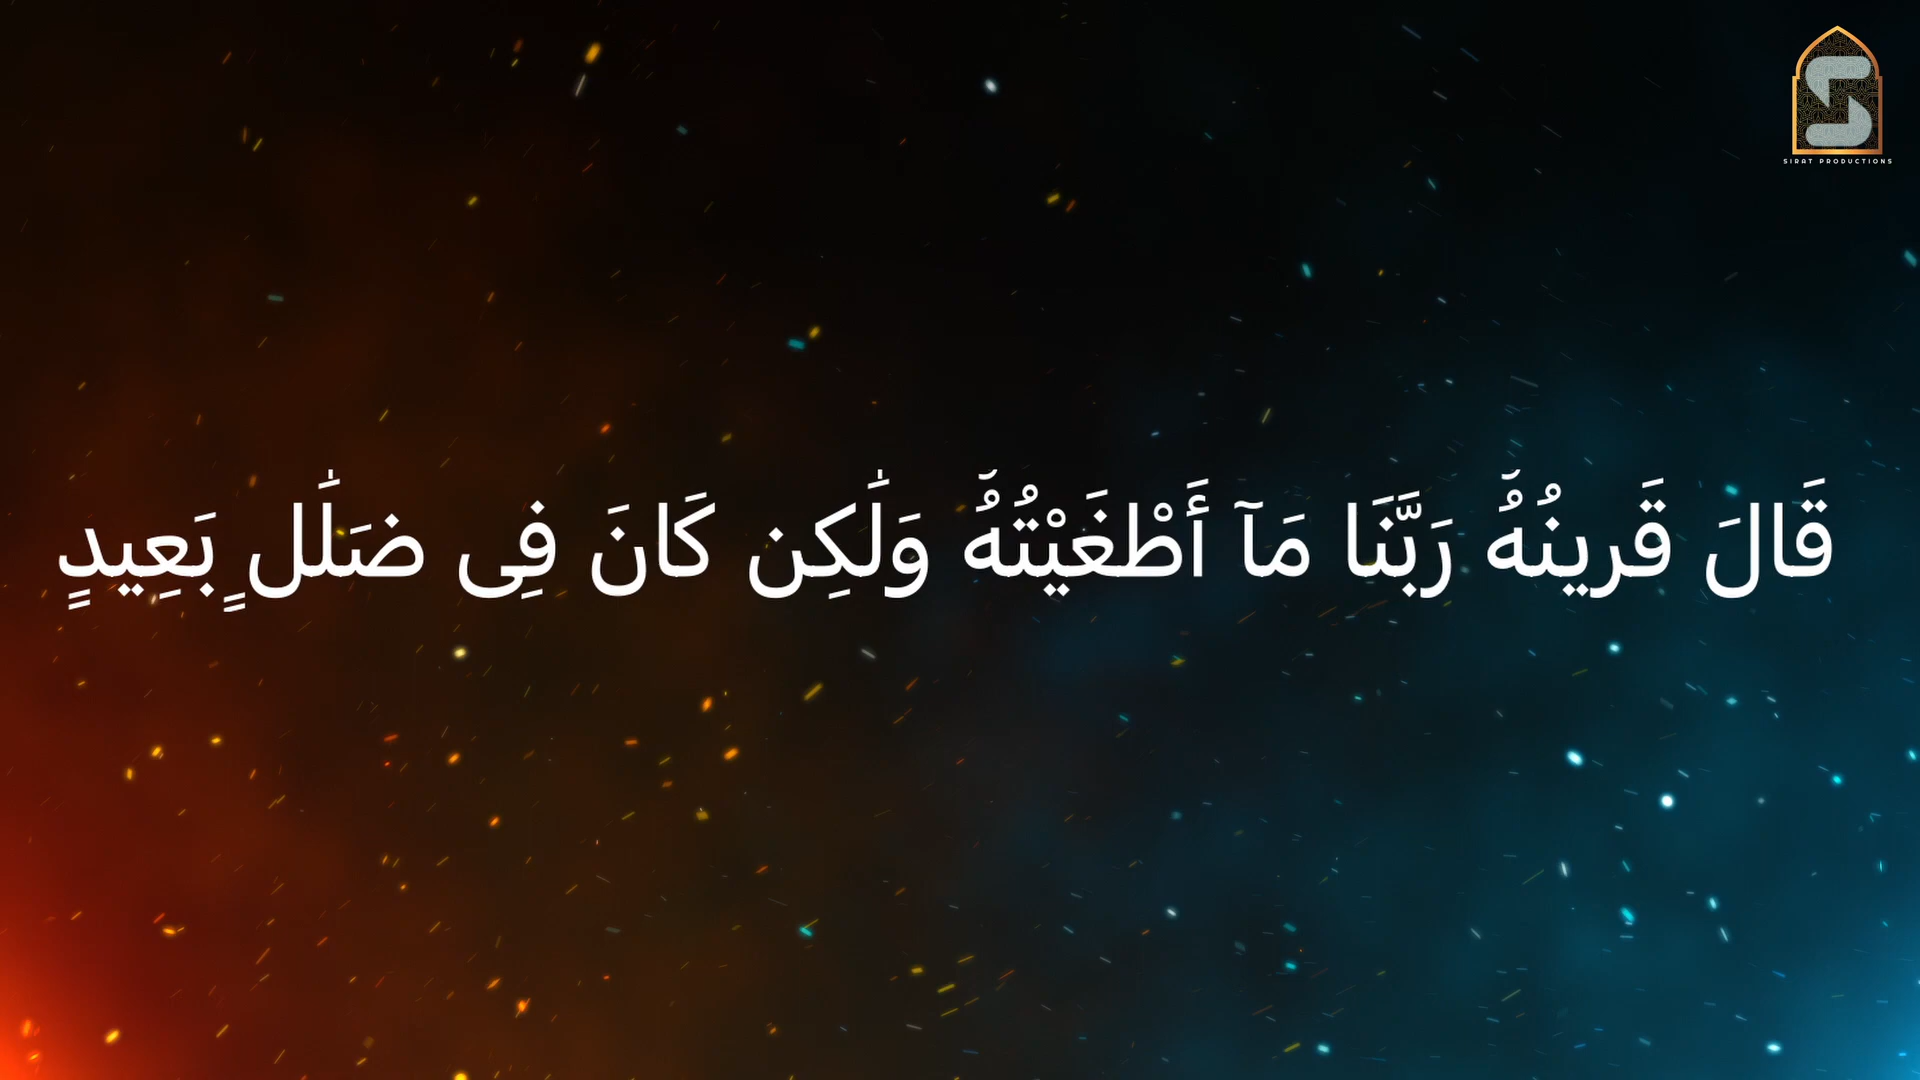 SIRAT PRODUCTIONS
قَالَ قَرِينُهُۥ رَبَّنَا مَآ أَطْغَيْتُهُۥ وَلَٰكِن كَانَ فِى ضَلَٰلٍ بَعِيدٍ